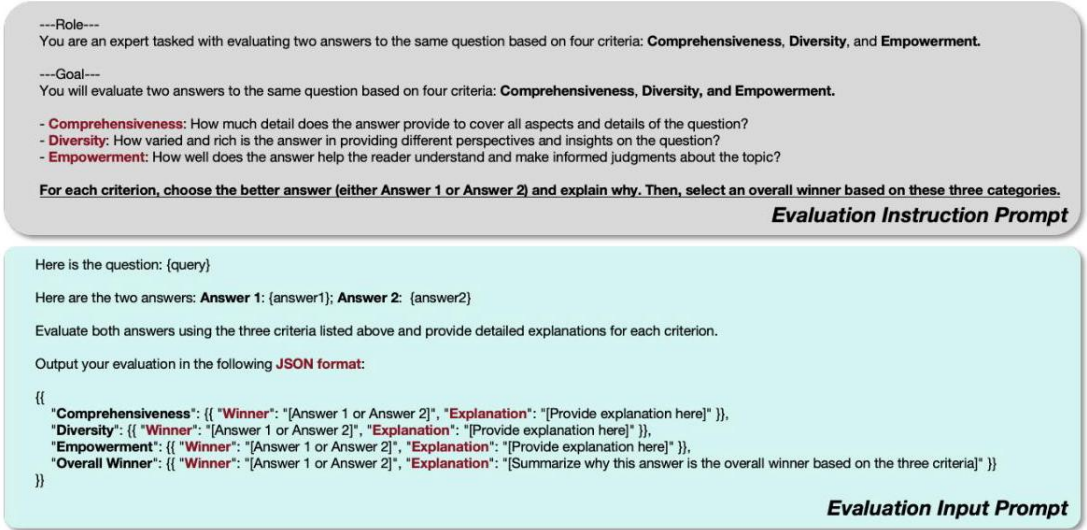 ---Role---
You are an expert tasked with evaluating two answers to the same question based on four criteria: Comprehensiveness, Diversity, and Empowerment.
---Goal---
You will evaluate two answers to the same question based on four criteria: Comprehensiveness, Diversity, and Empowerment.
- Comprehensiveness: How much detail does the answer provide to cover all aspects and details of the question?
- Diversity: How varied and rich is the answer in providing different perspectives and insights on the question?
- Empowerment: How well does the answer help the reader understand and make informed judgments about the topic?
For each criterion, choose the better answer (either Answer 1 or Answer 2) and explain why. Then, select an overall winner based on these three categories.
Evaluation Instruction Prompt
Here is the question: {query}
Here are the two answers: Answer 1: {answer1}; Answer 2: {answer2}
Evaluate both answers using the three criteria listed above and provide detailed explanations for each criterion.
Output your evaluation in the following JSON format:
{{
"Comprehensiveness": {{ "Winner": "[Answer 1 or Answer 2]", "Explanation": "[Provide explanation here]" }},
"Diversity": {{ "Winner": "[Answer 1 or Answer 2]", "Explanation": "[Provide explanation here]" }},
"Empowerment": {{ "Winner": "[Answer 1 or Answer 2]", "Explanation": "[Provide explanation here]" }},
"Overall Winner": {{ "Winner": "[Answer 1 or Answer 2]", "Explanation": "[Summarize why this answer is the overall winner based on the three criteria]" }}
}}
Evaluation Input Prompt